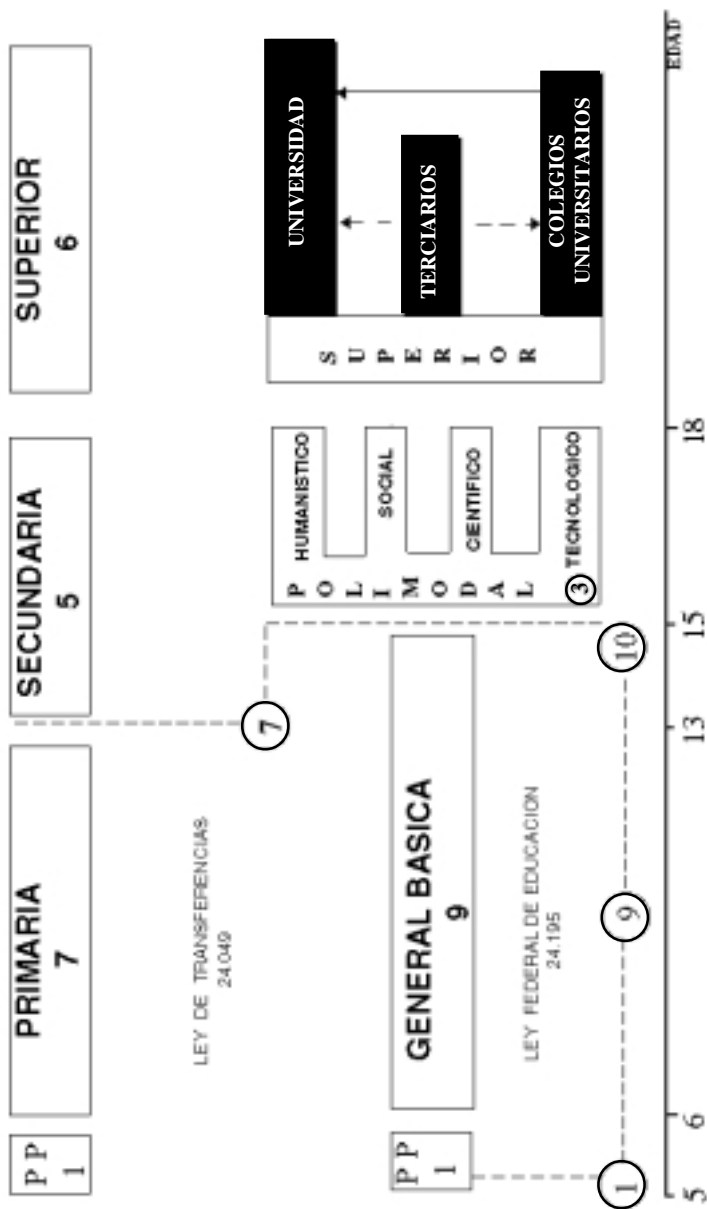 P P
1
PRIMARIA
7
SECUNDARIA
5
SUPERIOR
6
LEY DE TRANSFERENCIAS
24.049
7
P P
1
GENERAL BASICA
9
LEY FEDERAL DE EDUCACION
24.195
POLIMODAL
3
HUMANISTICO
SOCIAL
CIENTIFICO
TECNOLOGICO
SUPERIOR
UNIVERSIDAD
TERCIARIOS
COLEGIOS
UNIVERSITARIOS
1
9
10
5
6
13
15
18
EDAD